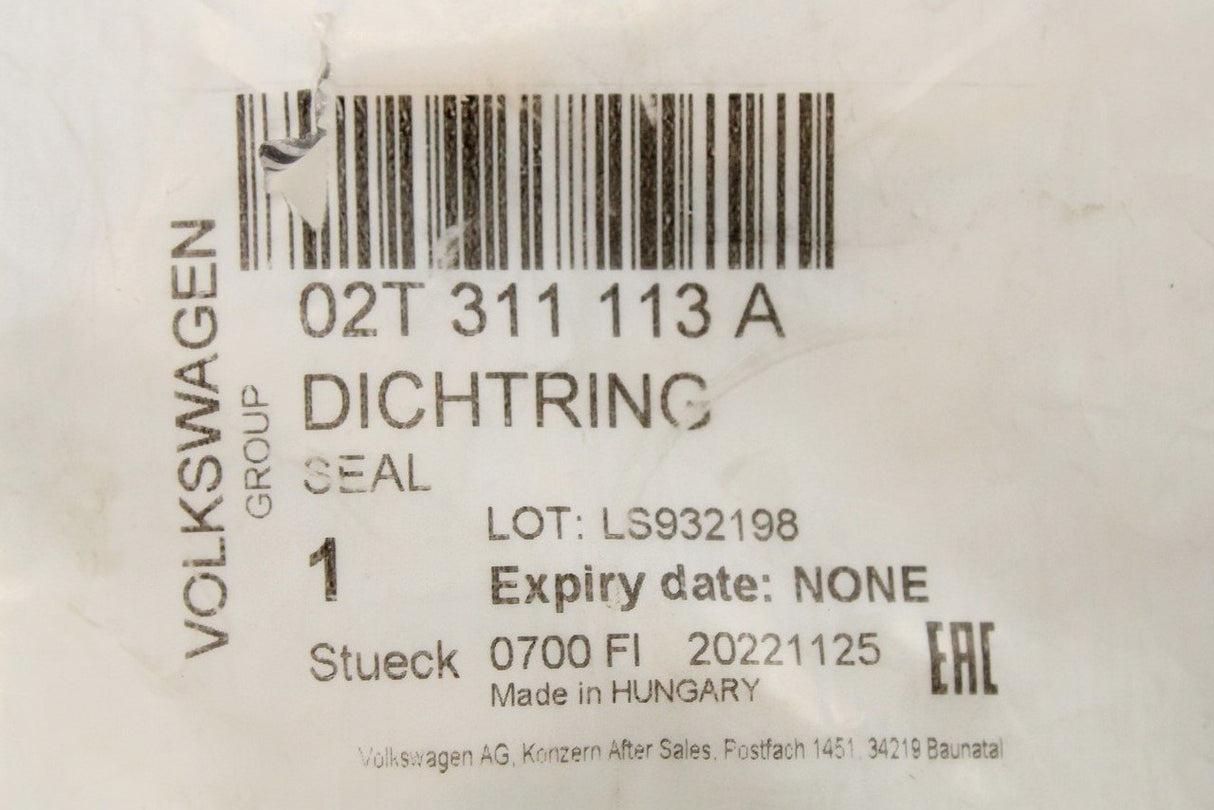 VOLKSWAGEN
GROUP
02T 311 113 A
DICHTRING
SEAL
1
LOT: LS932198
Expiry date: NONE
Stueck
0700 FI 20221125
EAC
Made in HUNGARY
Volkswagen AG, Konzern After Sales, Postfach 1451, 34219 Baunatal